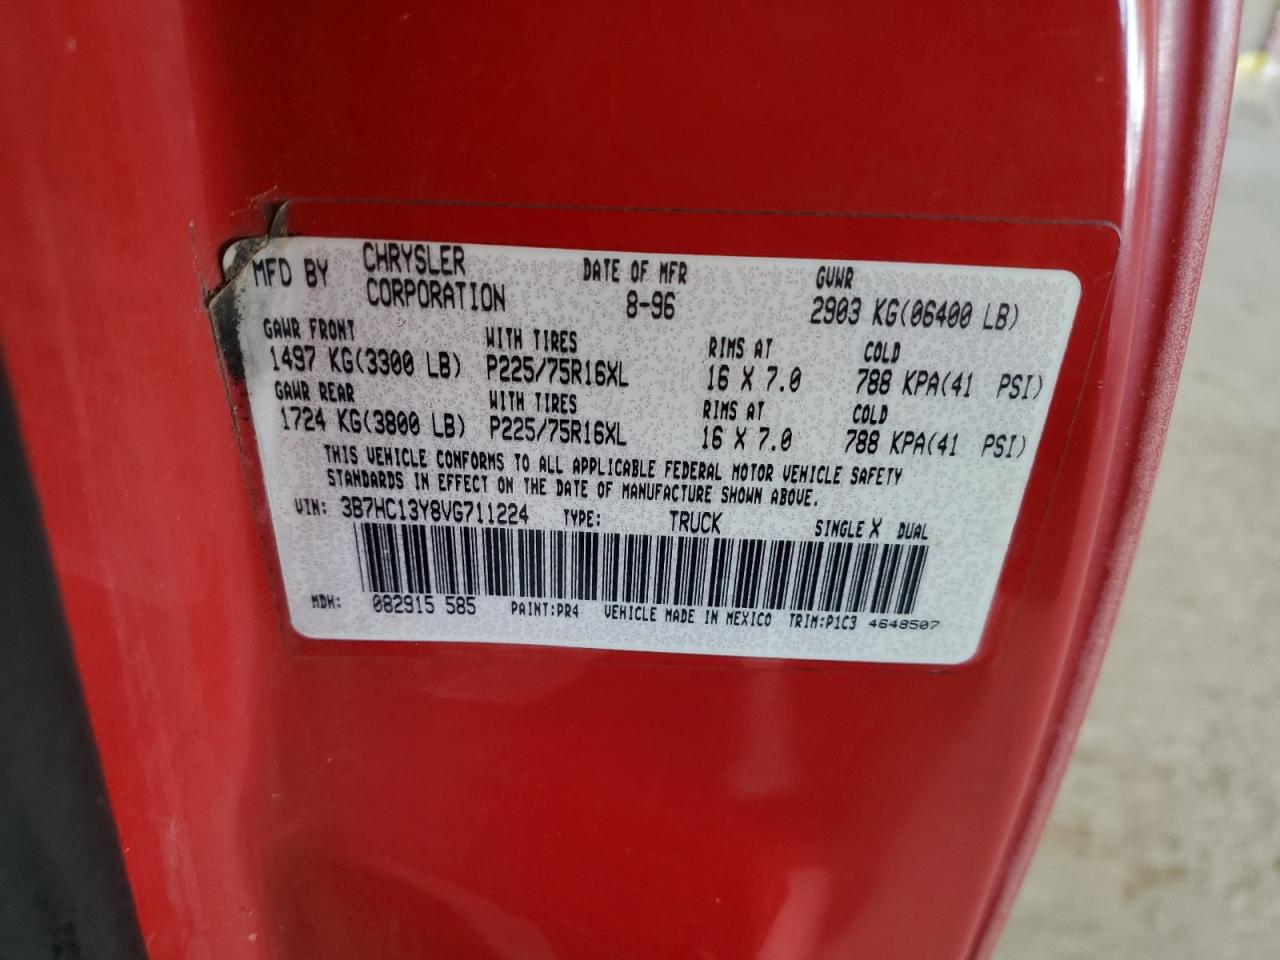 MFD BY CHRYSLER CORPORATION DATE OF MFR 8-96 GVWR 2903 KG(06400 LB)
GAWR FRONT WITH TIRES RIMS AT COLD
1497 KG(3300 LB) P225/75R16XL 16 X 7.0 788 KPA(41 PSI)
GAWR REAR WITH TIRES RIMS AT COLD
1724 KG(3800 LB) P225/75R16XL 16 X 7.0 788 KPA(41 PSI)
THIS VEHICLE CONFORMS TO ALL APPLICABLE FEDERAL MOTOR VEHICLE SAFETY
STANDARDS IN EFFECT ON THE DATE OF MANUFACTURE SHOWN ABOVE.
VIN: 3B7HC13Y8VG711224 TYPE: TRUCK SINGLE X DUAL
MDH: 082915 585 PAINT:PR4 VEHICLE MADE IN MEXICO TRIM:P1C3 4648507